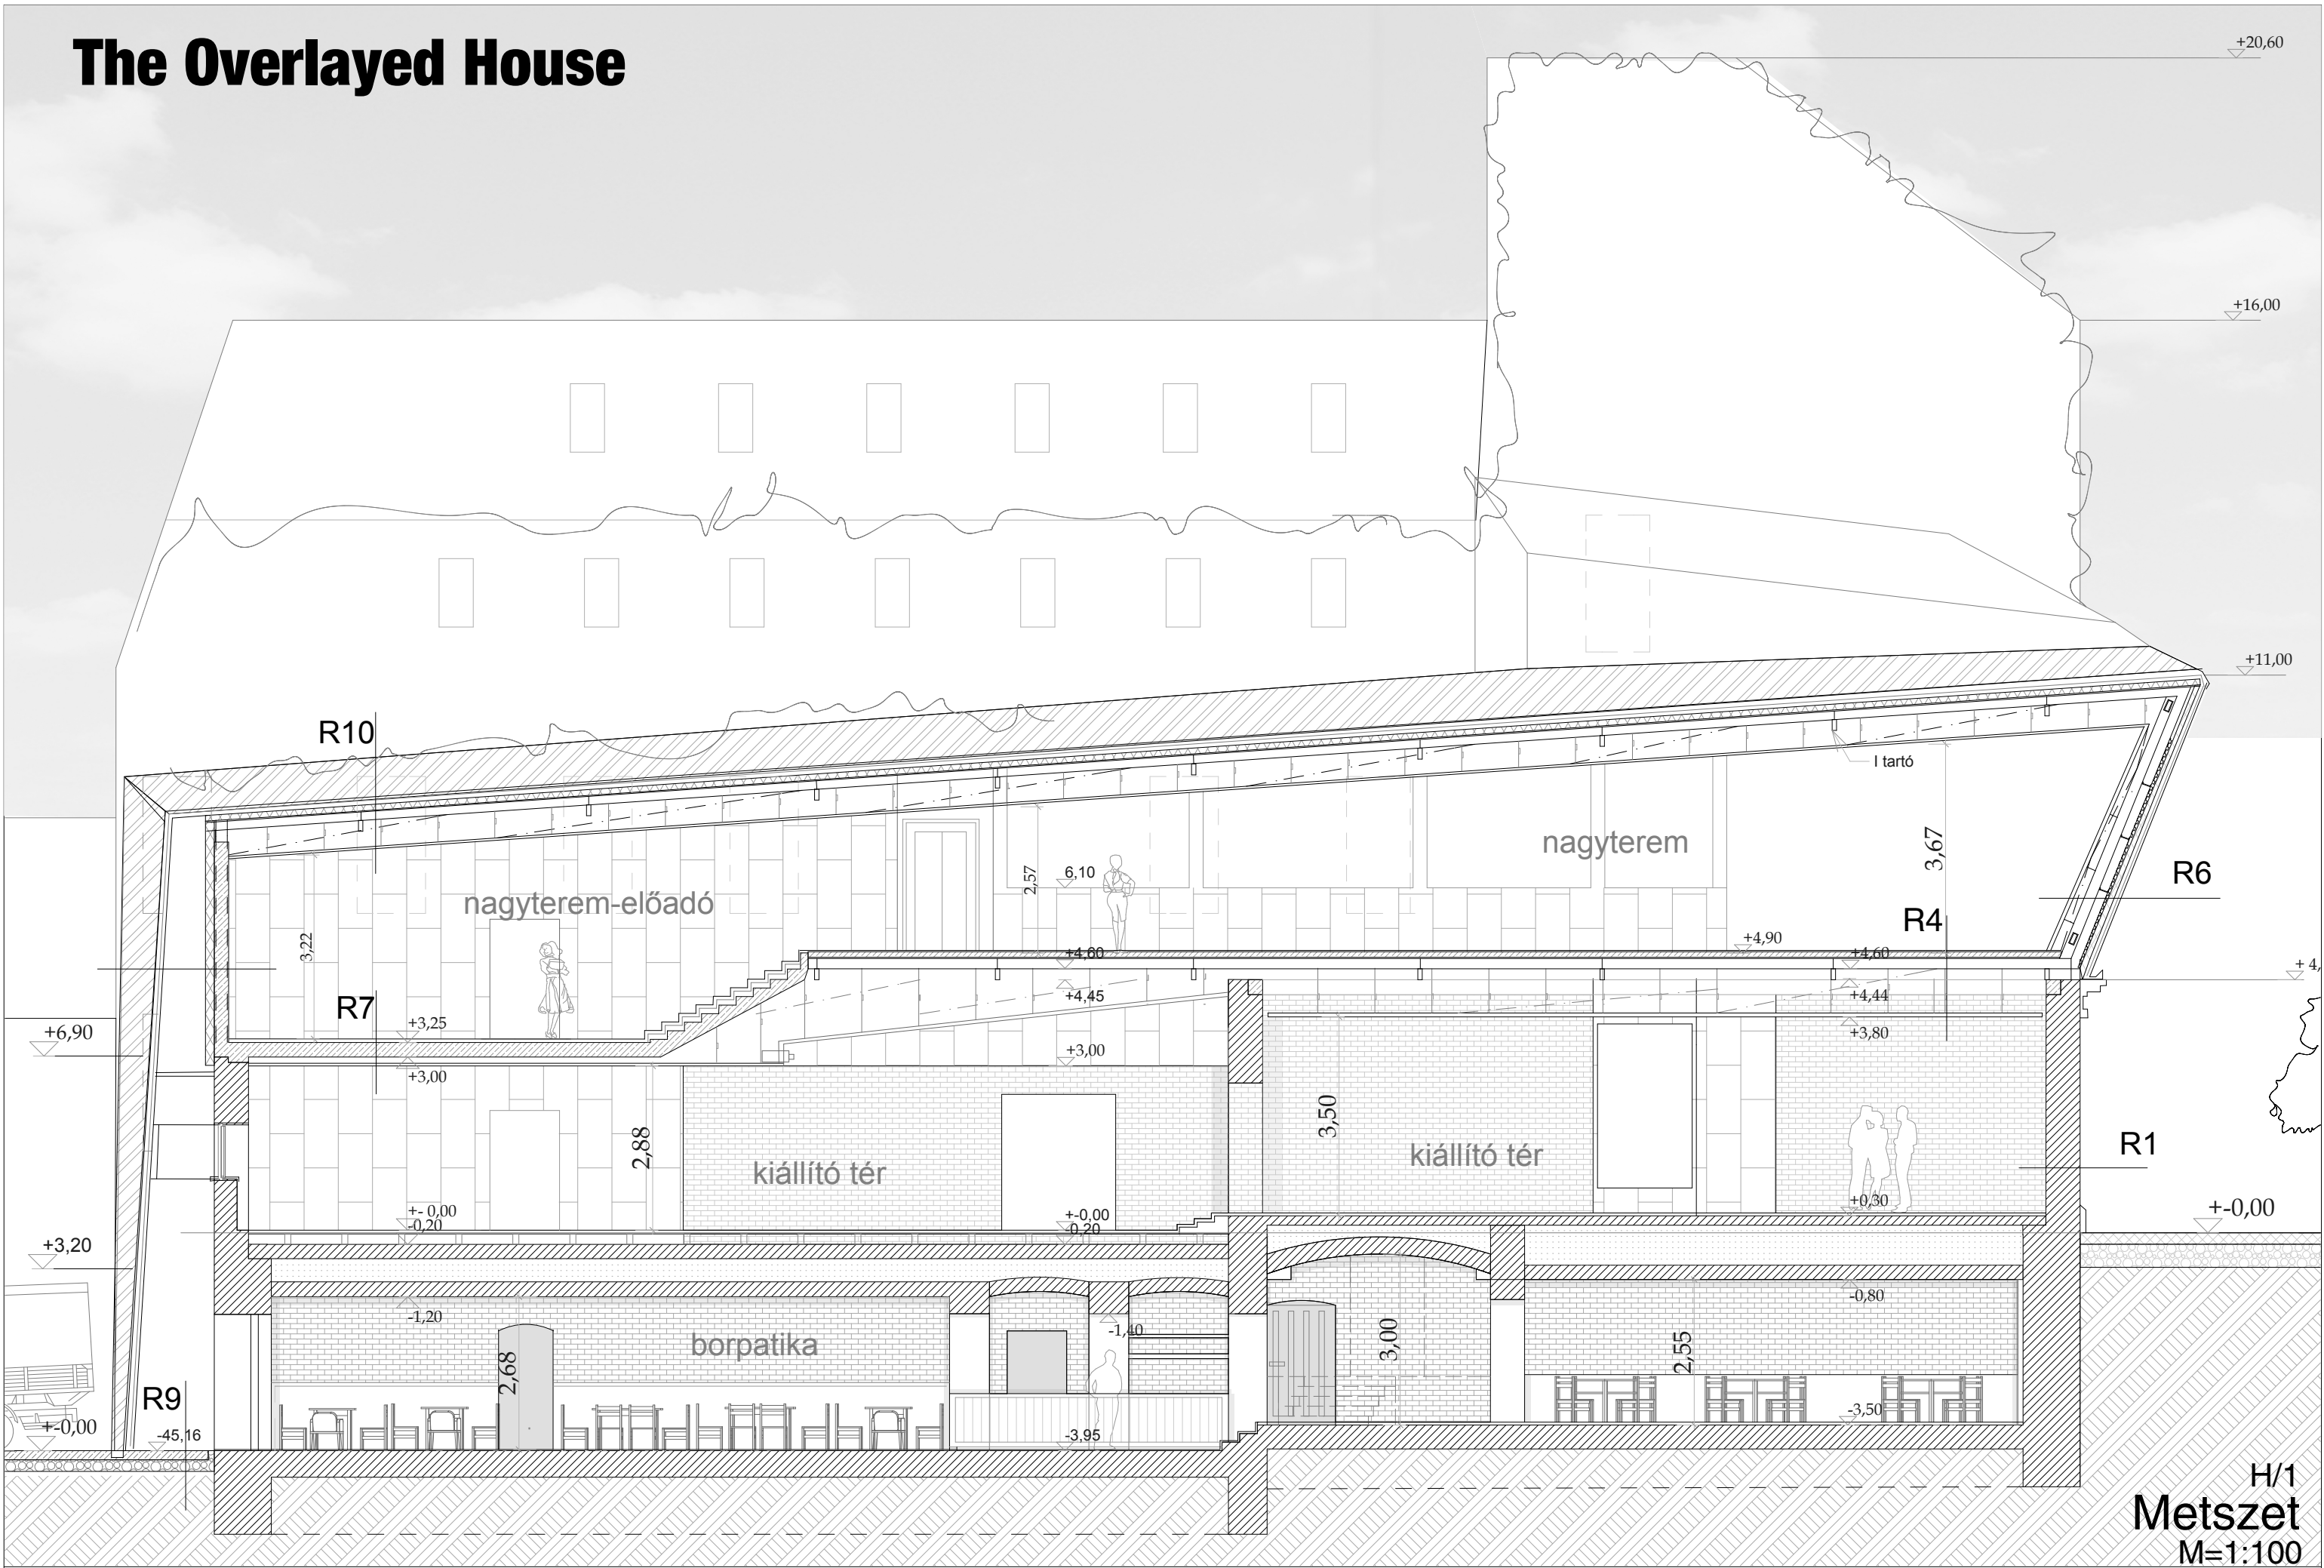 The Overlayed House
+20,60
+16,00
+11,00
R10
I tartó
nagyterem
3,67
6,10
2,57
R6
nagyterem-előadó
3,22
R4
+4,90
+4,60
+4,60
+ 4,
+4,45
+4,44
R7
+3,25
+6,90
+3,80
+3,00
+3,00
3,50
2,88
R1
kiállító tér
kiállító tér
+0,30
+- 0,00
-0,20
+-0,00
-0,20
+-0,00
+3,20
-0,80
-1,20
-1,40
borpatika
3,00
2,55
2,68
R9
-3,50
+-0,00
-45,16
-3,95
H/1
Metszet
M=1:100